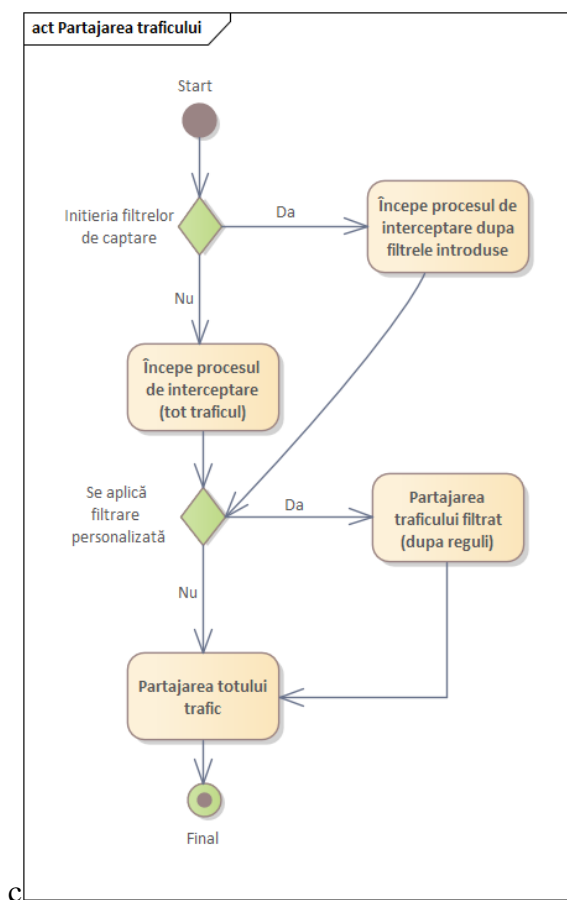 act Partajarea traficului
Start
Initieria filtrelor
de captare
Da
Începe procesul de
interceptare dupa
filtrele introduse
Nu
Începe procesul
de interceptare
(tot traficul)
Se aplică
filtrare
personalizată
Da
Partajarea
traficului filtrat
(dupa reguli)
Nu
Partajarea totului
trafic
Final
c